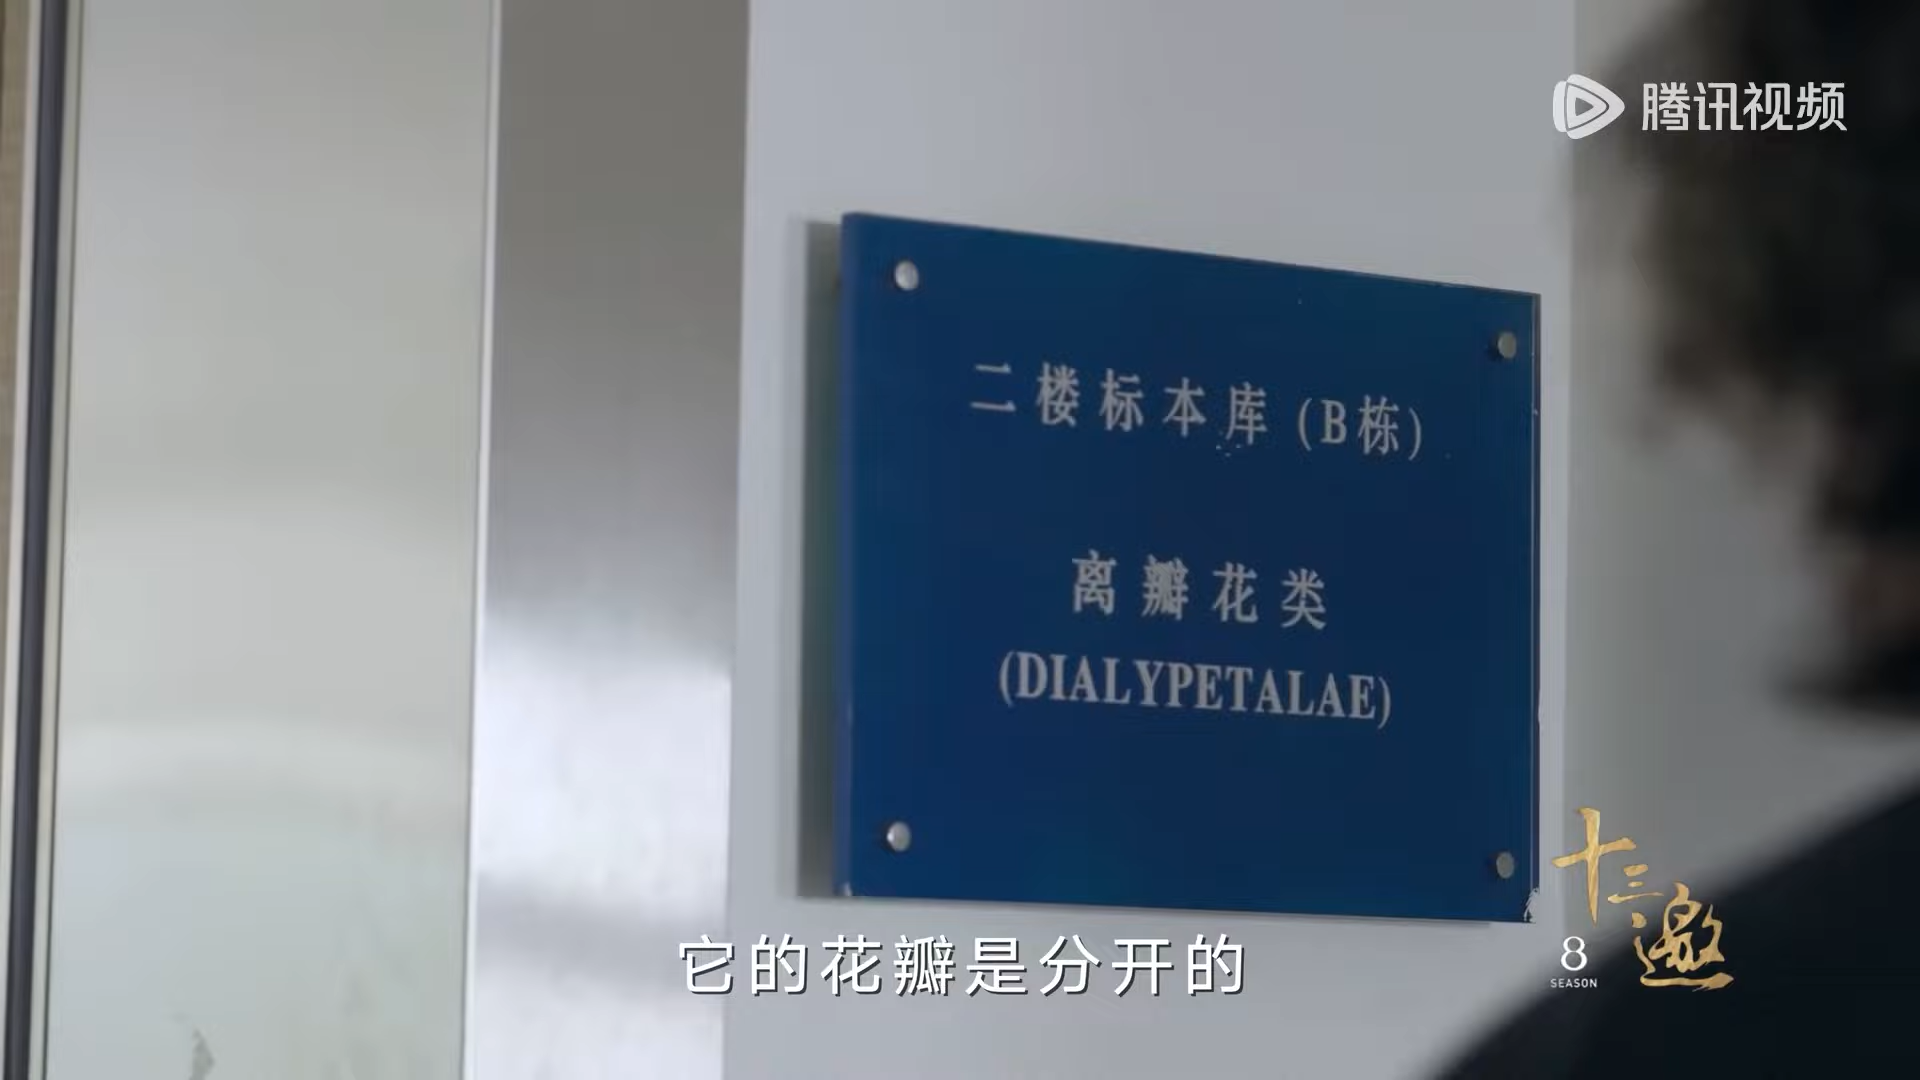 腾讯视频
二楼标本库(B栋)
离瓣花类
(DIALYPETALAE)
十三邀
8
SEASON
它的花瓣是分开的